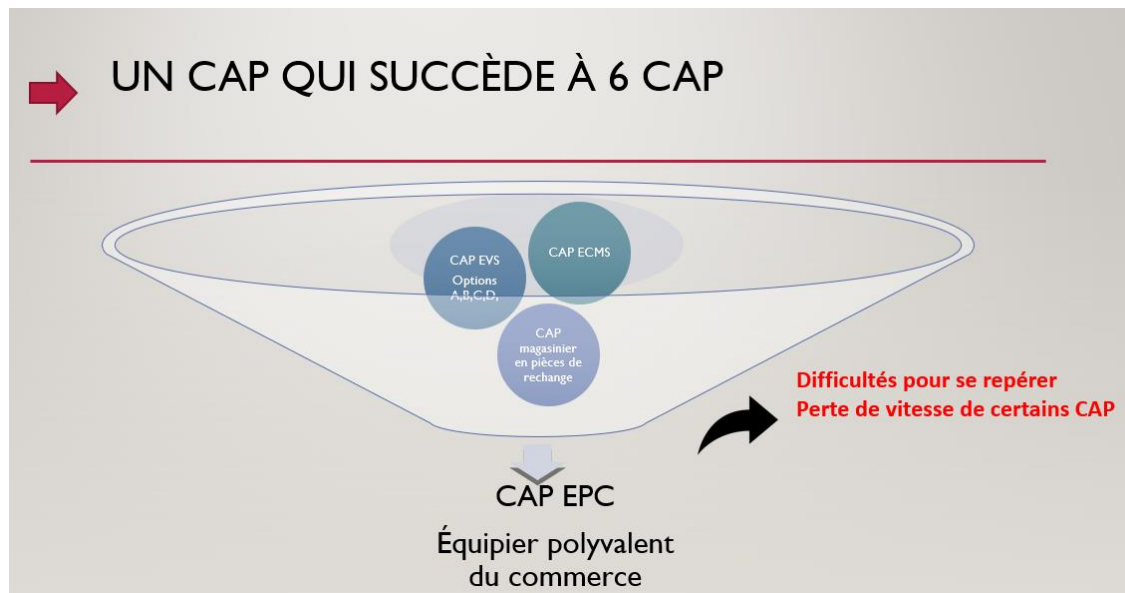 UN CAP QUI SUCCÈDE À 6 CAP
CAP EVS
Options
A,B,C,D,
CAP ECMS
CAP
magasinier
en pièces de
rechange
Difficultés pour se repérer
Perte de vitesse de certains CAP
CAP EPC
Équipier polyvalent
du commerce